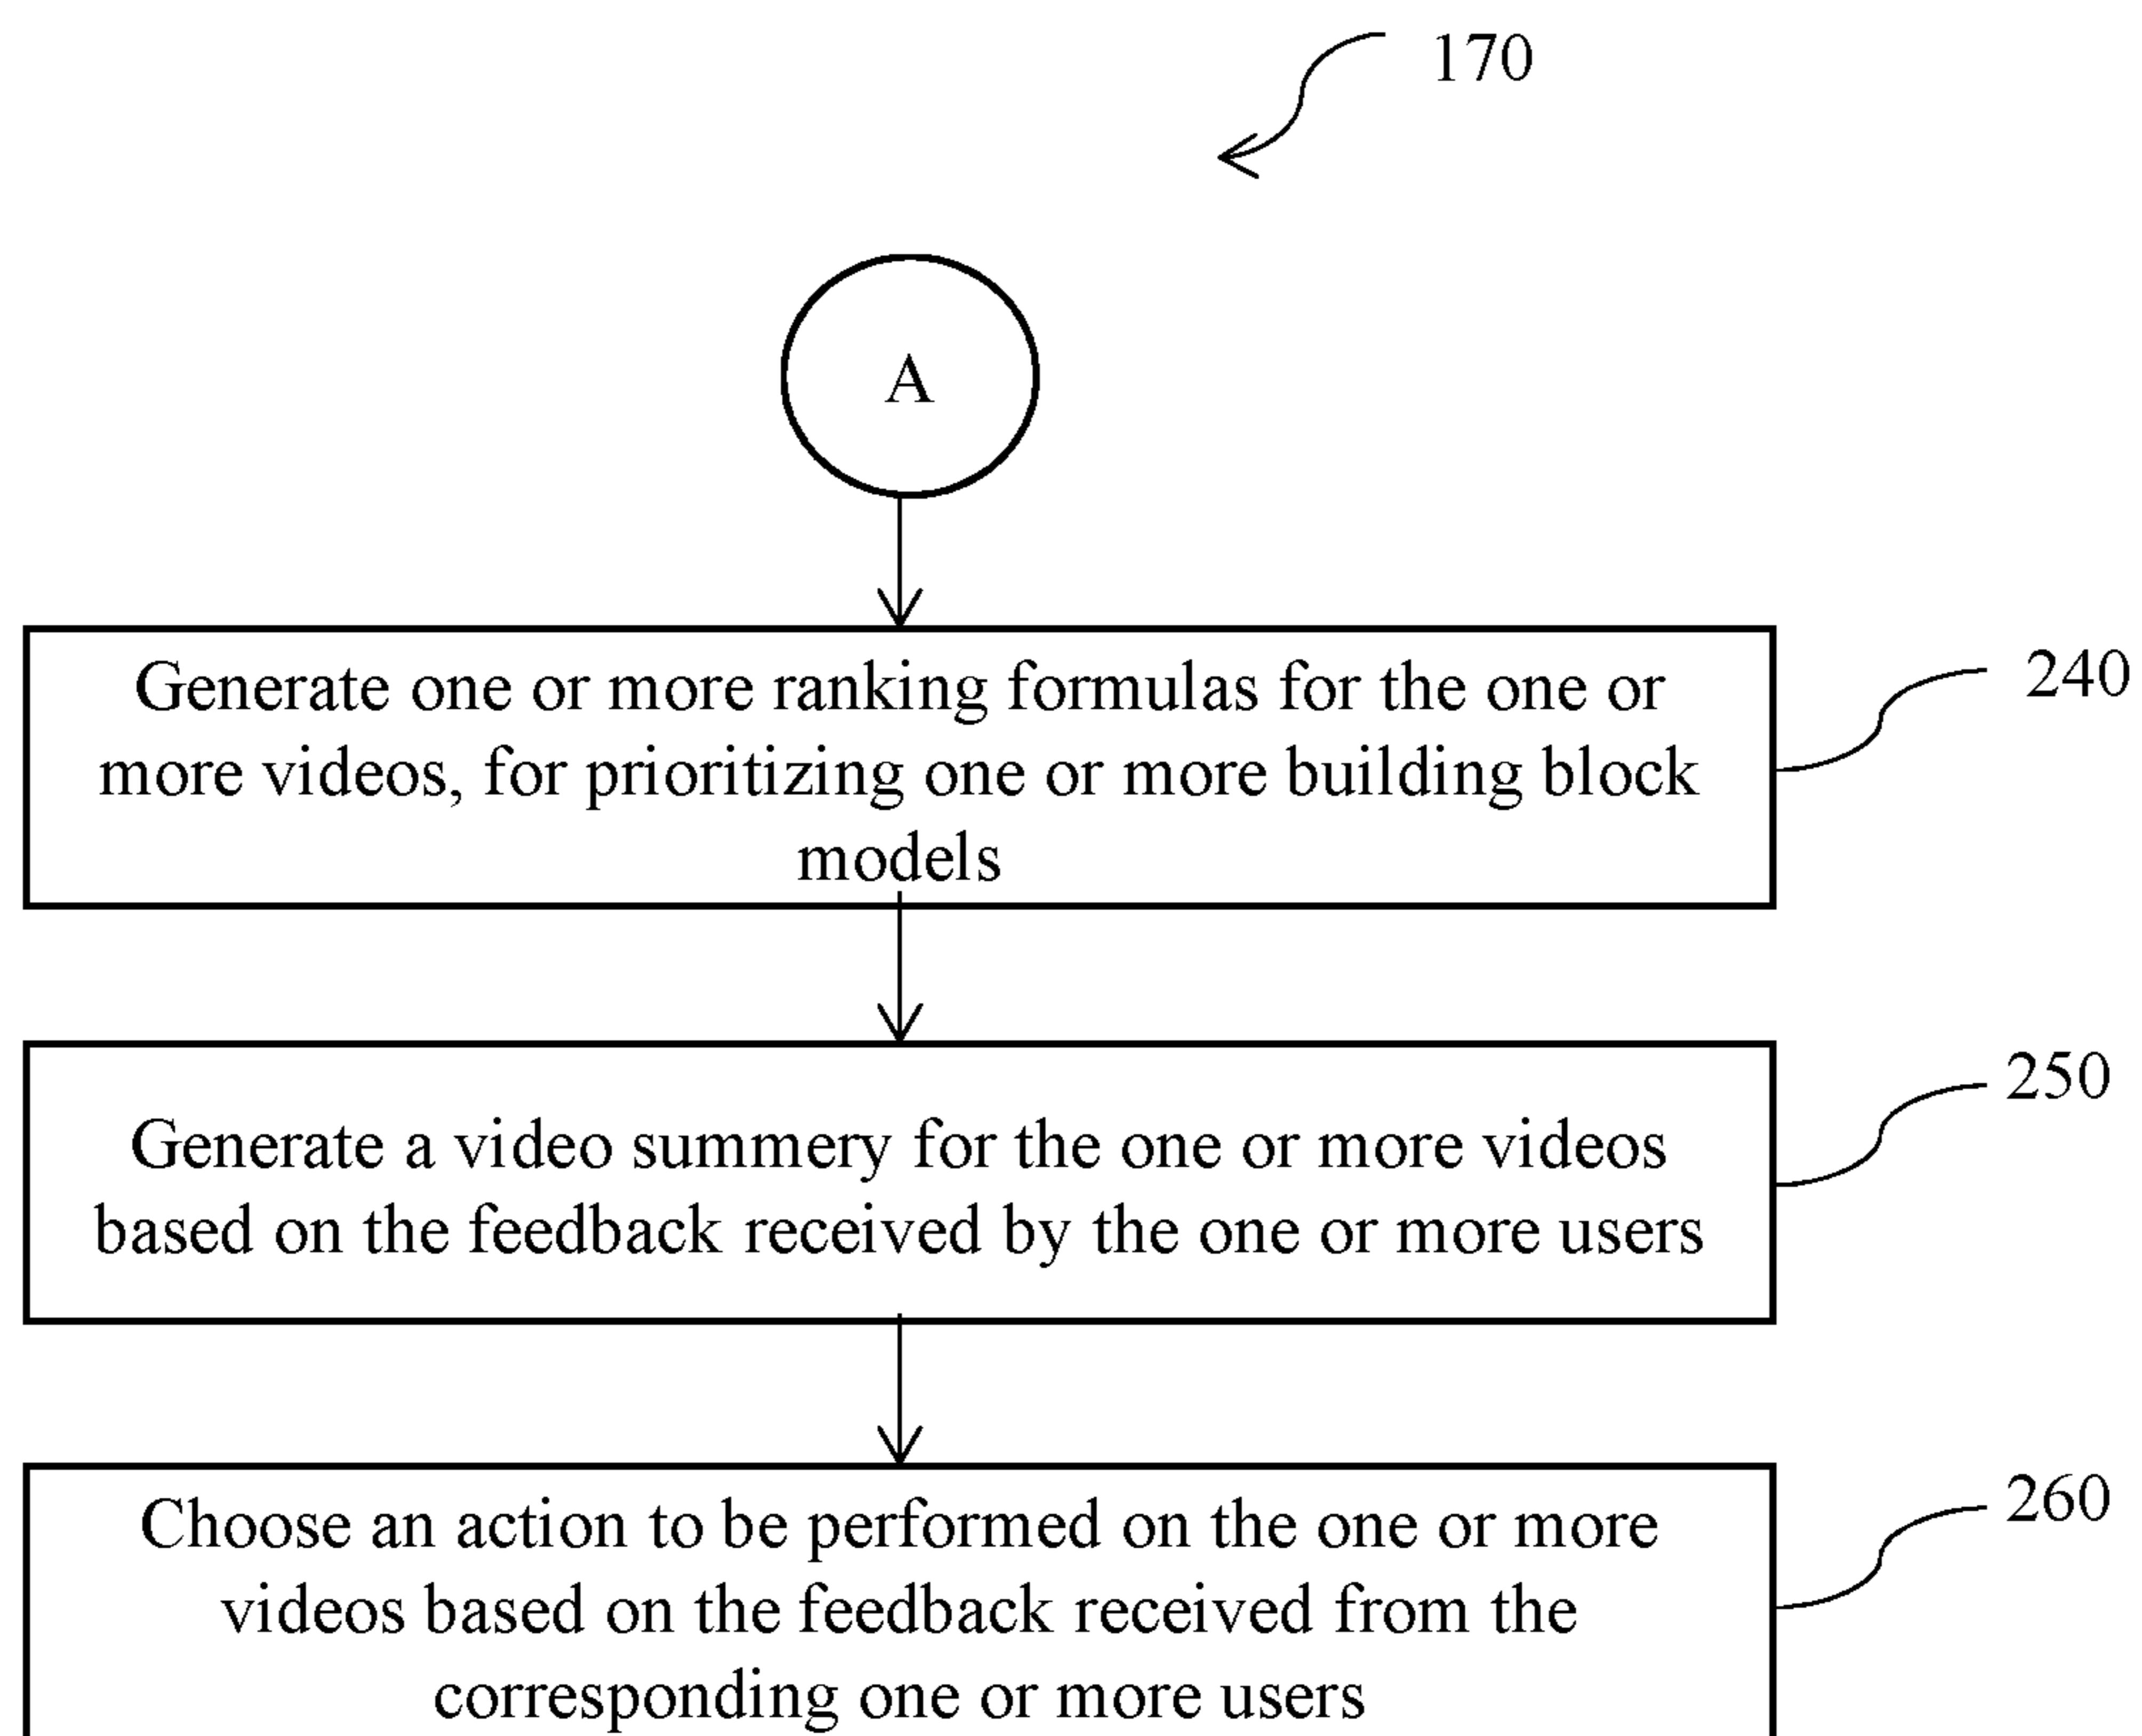 170
A
Generate one or more ranking formulas for the one or
more videos, for prioritizing one or more building block
models
240
Generate a video summery for the one or more videos
based on the feedback received by the one or more users
250
Choose an action to be performed on the one or more
videos based on the feedback received from the
corresponding one or more users
260